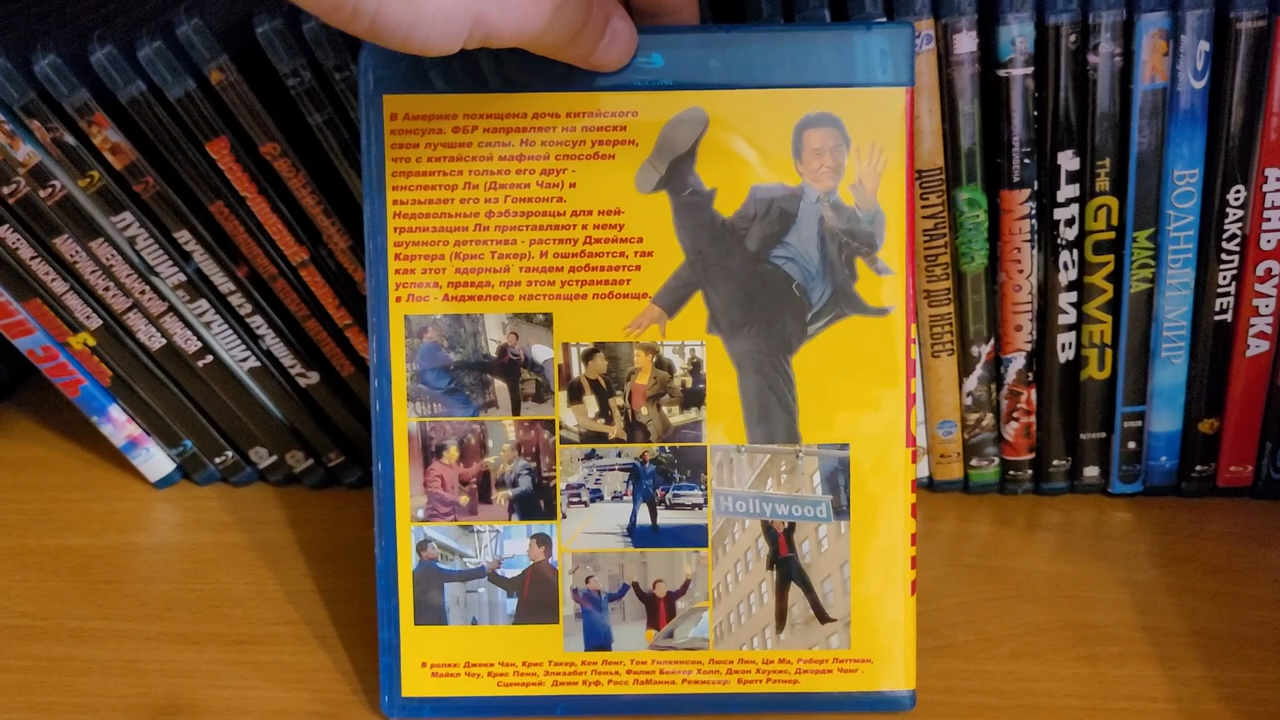 В Америке похищена дочь китайского
консула. ФБР направляет на поиски
свои лучшие силы. Но консул уверен,
что с китайской мафией способен
справиться только его друг -
инспектор Ли (Джеки Чан) и
вызывает его из Гонконга.
Недовольные фэбээровцы для ней-
трализации Ли приставляют к нему
шумного детектива - растяпу Джеймса
Картера (Крис Такер). И ошибаются, так
как этот "ядерный" тандем добивается
успеха, правда, при этом устраивает
в Лос - Анджелесе настоящее побоище.
Hollywood
В ролях: Джеки Чан, Крис Такер, Кен Ленг, Том Уилкинсон, Люси Лин, Ци Ма, Роберт Литтман,
Майкл Чоу, Крис Пенн, Элизабет Пенья, Филип Бейкер Холл, Джон Хоукис, Джордж Ченг .
Сценарий: Джим Куф, Росс ЛаМанна. Режиссер: Бретт Ратнер.
ЧАС ПИК
АМЕРИКАНСКИЙ НИНДЗЯ
АМЕРИКАНСКИЙ НИНДЗЯ 2
ЛУЧШИЕ ИЗ ЛУЧШИХ
ЛУЧШИЕ ИЗ ЛУЧШИХ 2
ДОСТУЧАТЬСЯ ДО НЕБЕС
СПАУН
ДРАЙВ
THE GUYVER
МАСКА
ВОДНЫЙ МИР
ФАКУЛЬТЕТ
ДЕНЬ СУРКА